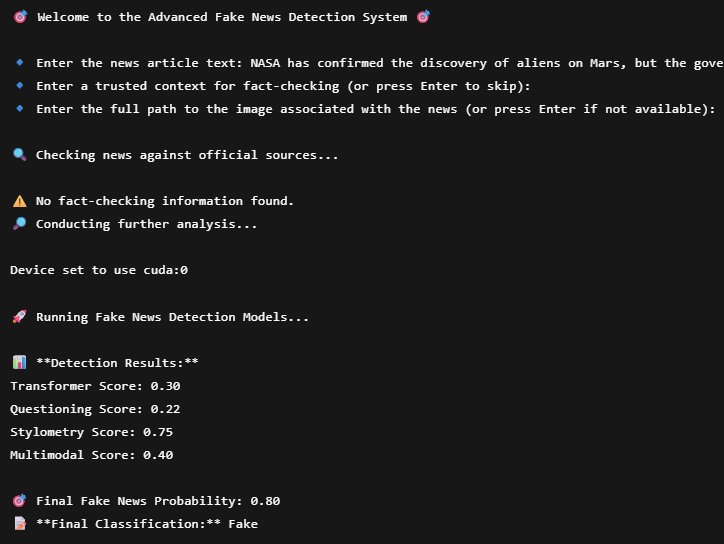 🎯 Welcome to the Advanced Fake News Detection System 🎯
🔹 Enter the news article text: NASA has confirmed the discovery of aliens on Mars, but the gove
🔹 Enter a trusted context for fact-checking (or press Enter to skip):
🔹 Enter the full path to the image associated with the news (or press Enter if not available):
🔍 Checking news against official sources...
⚠️ No fact-checking information found.
🔎 Conducting further analysis...
Device set to use cuda:0
🚀 Running Fake News Detection Models...
📊 **Detection Results:**
Transformer Score: 0.30
Questioning Score: 0.22
Stylometry Score: 0.75
Multimodal Score: 0.40
🎯 Final Fake News Probability: 0.80
📝 **Final Classification:** Fake